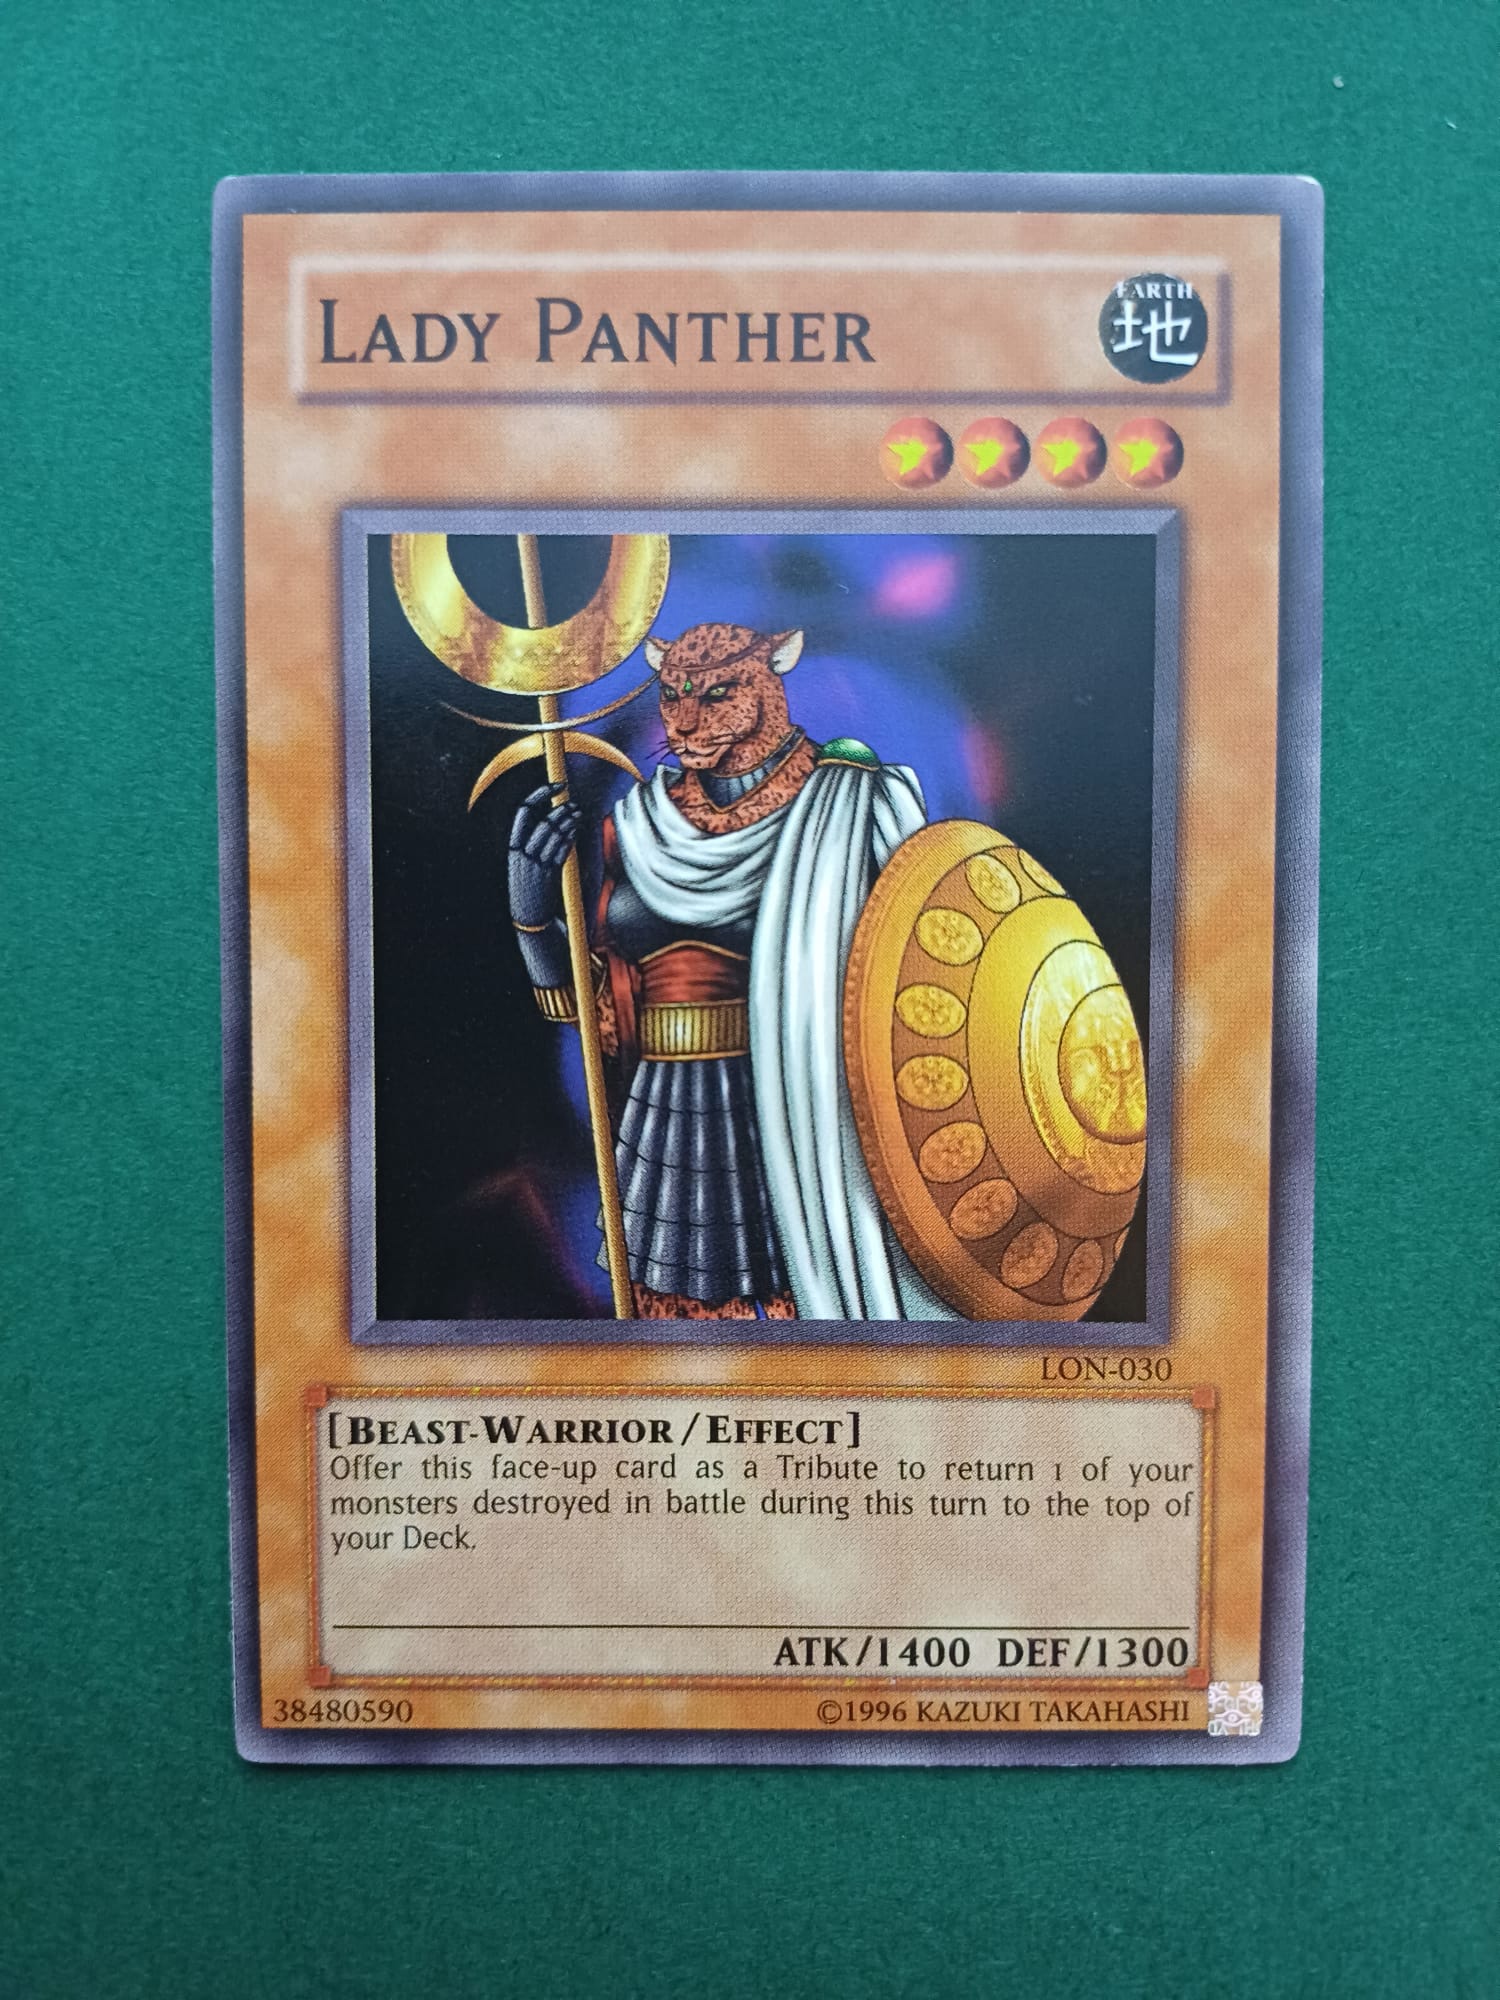 LADY PANTHER
EARTH
地
LON-030
[BEAST-WARRIOR/EFFECT]
Offer this face-up card as a Tribute to return 1 of your
monsters destroyed in battle during this turn to the top of
your Deck.
ATK/1400 DEF/1300
38480590
©1996 KAZUKI TAKAHASHI